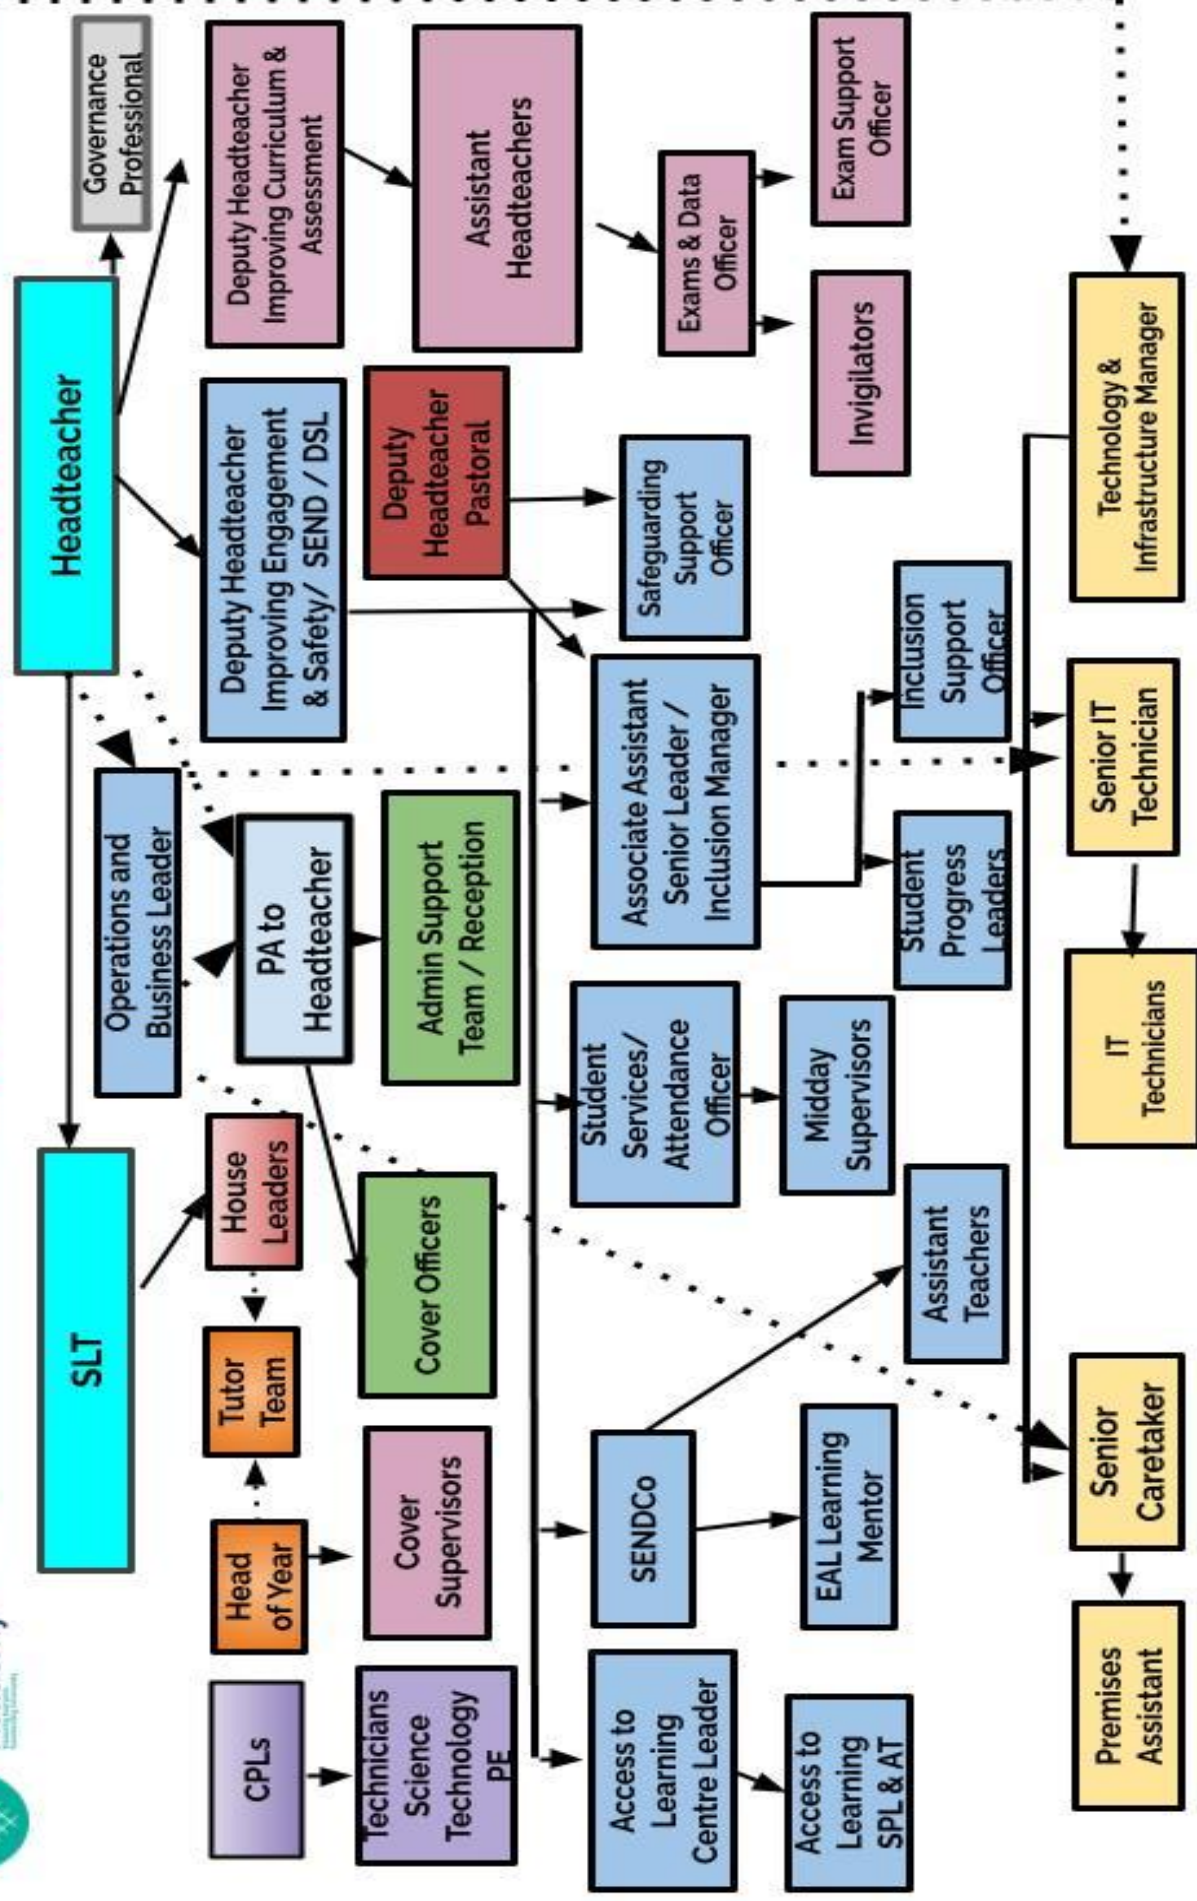 SLT
Headteacher
Governance
Professional
Operations and
Business Leader
CPLs
Head
of Year
Tutor
Team
House
Leaders
PA to
Headteacher
Deputy Headteacher
Improving Engagement
& Safety/ SEND / DSL
Deputy Headteacher
Improving Curriculum &
Assessment
Technicians
Science
Technology
PE
Cover
Supervisors
Cover Officers
Admin Support
Team / Reception
Deputy
Headteacher
Pastoral
Assistant
Headteachers
Access to
Learning
Centre Leader
SENDCo
Student
Services/
Attendance
Officer
Associate Assistant
Senior Leader /
Inclusion Manager
Safeguarding
Support
Officer
Exams & Data
Officer
Access to
Learning
SPL & AT
EAL Learning
Mentor
Assistant
Teachers
Midday
Supervisors
Student
Progress
Leaders
Inclusion
Support
Officer
Invigilators
Exam Support
Officer
Premises
Assistant
Senior
Caretaker
IT
Technicians
Senior IT
Technician
Technology &
Infrastructure Manager